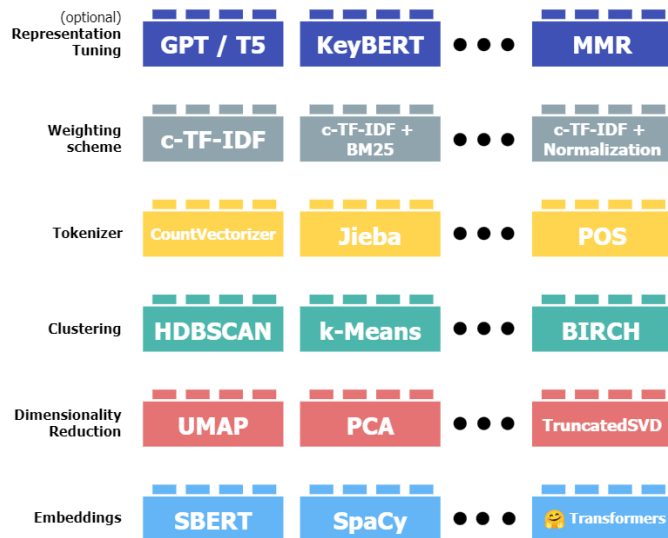 (optional)
Representation
Tuning
GPT / T5
KeyBERT
MMR
Weighting
scheme
c-TF-IDF
c-TF-IDF +
BM25
c-TF-IDF +
Normalization
Tokenizer
CountVectorizer
Jieba
POS
Clustering
HDBSCAN
k-Means
BIRCH
Dimensionality
Reduction
UMAP
PCA
TruncatedSVD
Embeddings
SBERT
SpaCy
🤗 Transformers